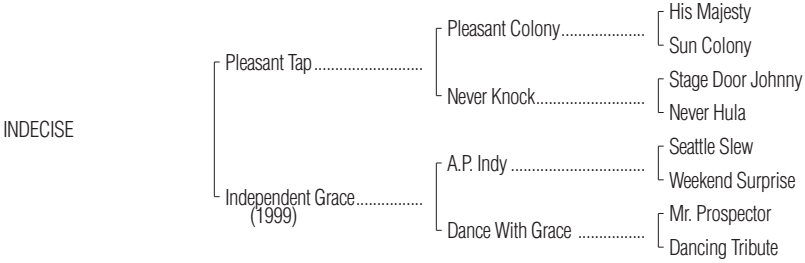 His Majesty
Pleasant Colony....................
Sun Colony
Pleasant Tap..........................
Stage Door Johnny
Never Knock..........................
Never Hula
INDECISE
Seattle Slew
A.P. Indy ................................
Weekend Surprise
Independent Grace................
(1999)
Mr. Prospector
Dance With Grace ................
Dancing Tribute